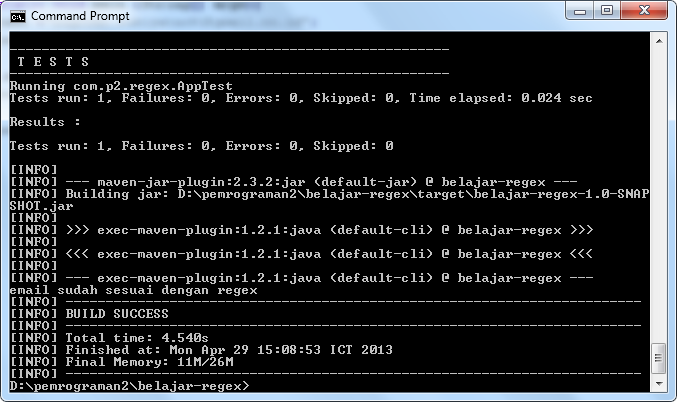 Command Prompt
-------------------------------------------------------
 T E S T S
-------------------------------------------------------
Running com.p2.regex.AppTest
Tests run: 1, Failures: 0, Errors: 0, Skipped: 0, Time elapsed: 0.024 sec
Results :
Tests run: 1, Failures: 0, Errors: 0, Skipped: 0
[INFO]
[INFO] --- maven-jar-plugin:2.3.2:jar (default-jar) @ belajar-regex ---
[INFO] Building jar: D:\pemrograman2\belajar-regex\target\belajar-regex-1.0-SNAP
SHOT.jar
[INFO]
[INFO] >>> exec-maven-plugin:1.2.1:java (default-cli) @ belajar-regex >>>
[INFO]
[INFO] <<< exec-maven-plugin:1.2.1:java (default-cli) @ belajar-regex <<<
[INFO]
[INFO] --- exec-maven-plugin:1.2.1:java (default-cli) @ belajar-regex ---
email sudah sesuai dengan regex
[INFO] ------------------------------------------------------------------------
[INFO] BUILD SUCCESS
[INFO] ------------------------------------------------------------------------
[INFO] Total time: 4.540s
[INFO] Finished at: Mon Apr 29 15:08:53 ICT 2013
[INFO] Final Memory: 11M/26M
[INFO] ------------------------------------------------------------------------
D:\pemrograman2\belajar-regex>